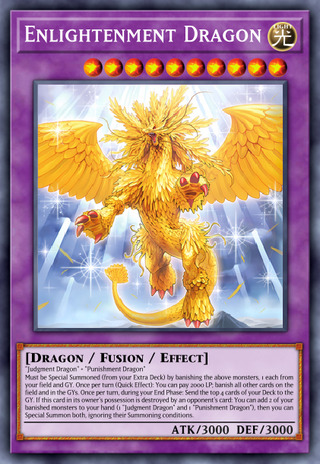 Enlightenment Dragon
LIGHT
光
[Dragon / Fusion / Effect]
"Judgment Dragon" + "Punishment Dragon"
Must be Special Summoned (from your Extra Deck) by banishing the above monsters, 1 each from
your field and GY. Once per turn (Quick Effect): You can pay 2000 LP; banish all other cards on the
field and in the GYs. Once per turn, during your End Phase: Send the top 4 cards of your Deck to the
GY. If this card in its owner's possession is destroyed by an opponent's card: You can add 2 of your
banished monsters to your hand (1 "Judgment Dragon" and 1 "Punishment Dragon"), then you can
Special Summon both, ignoring their Summoning conditions.
ATK/3000 DEF/3000